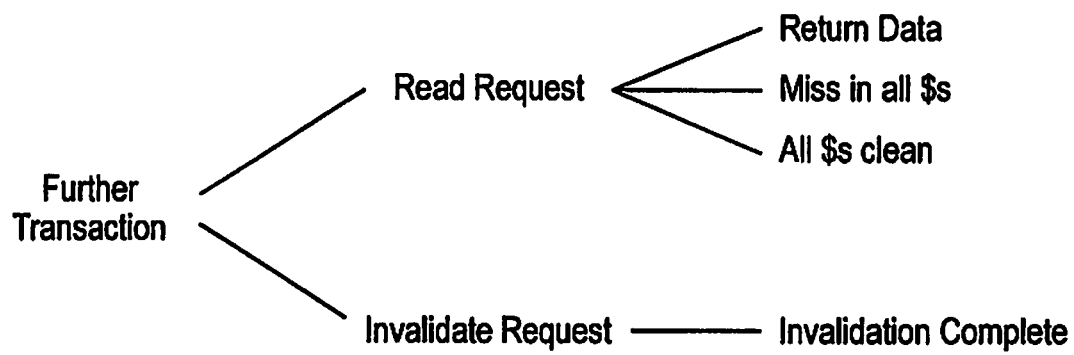 Return Data
Read Request
Miss in all $s
All $s clean
Further
Transaction
Invalidate Request
Invalidation Complete